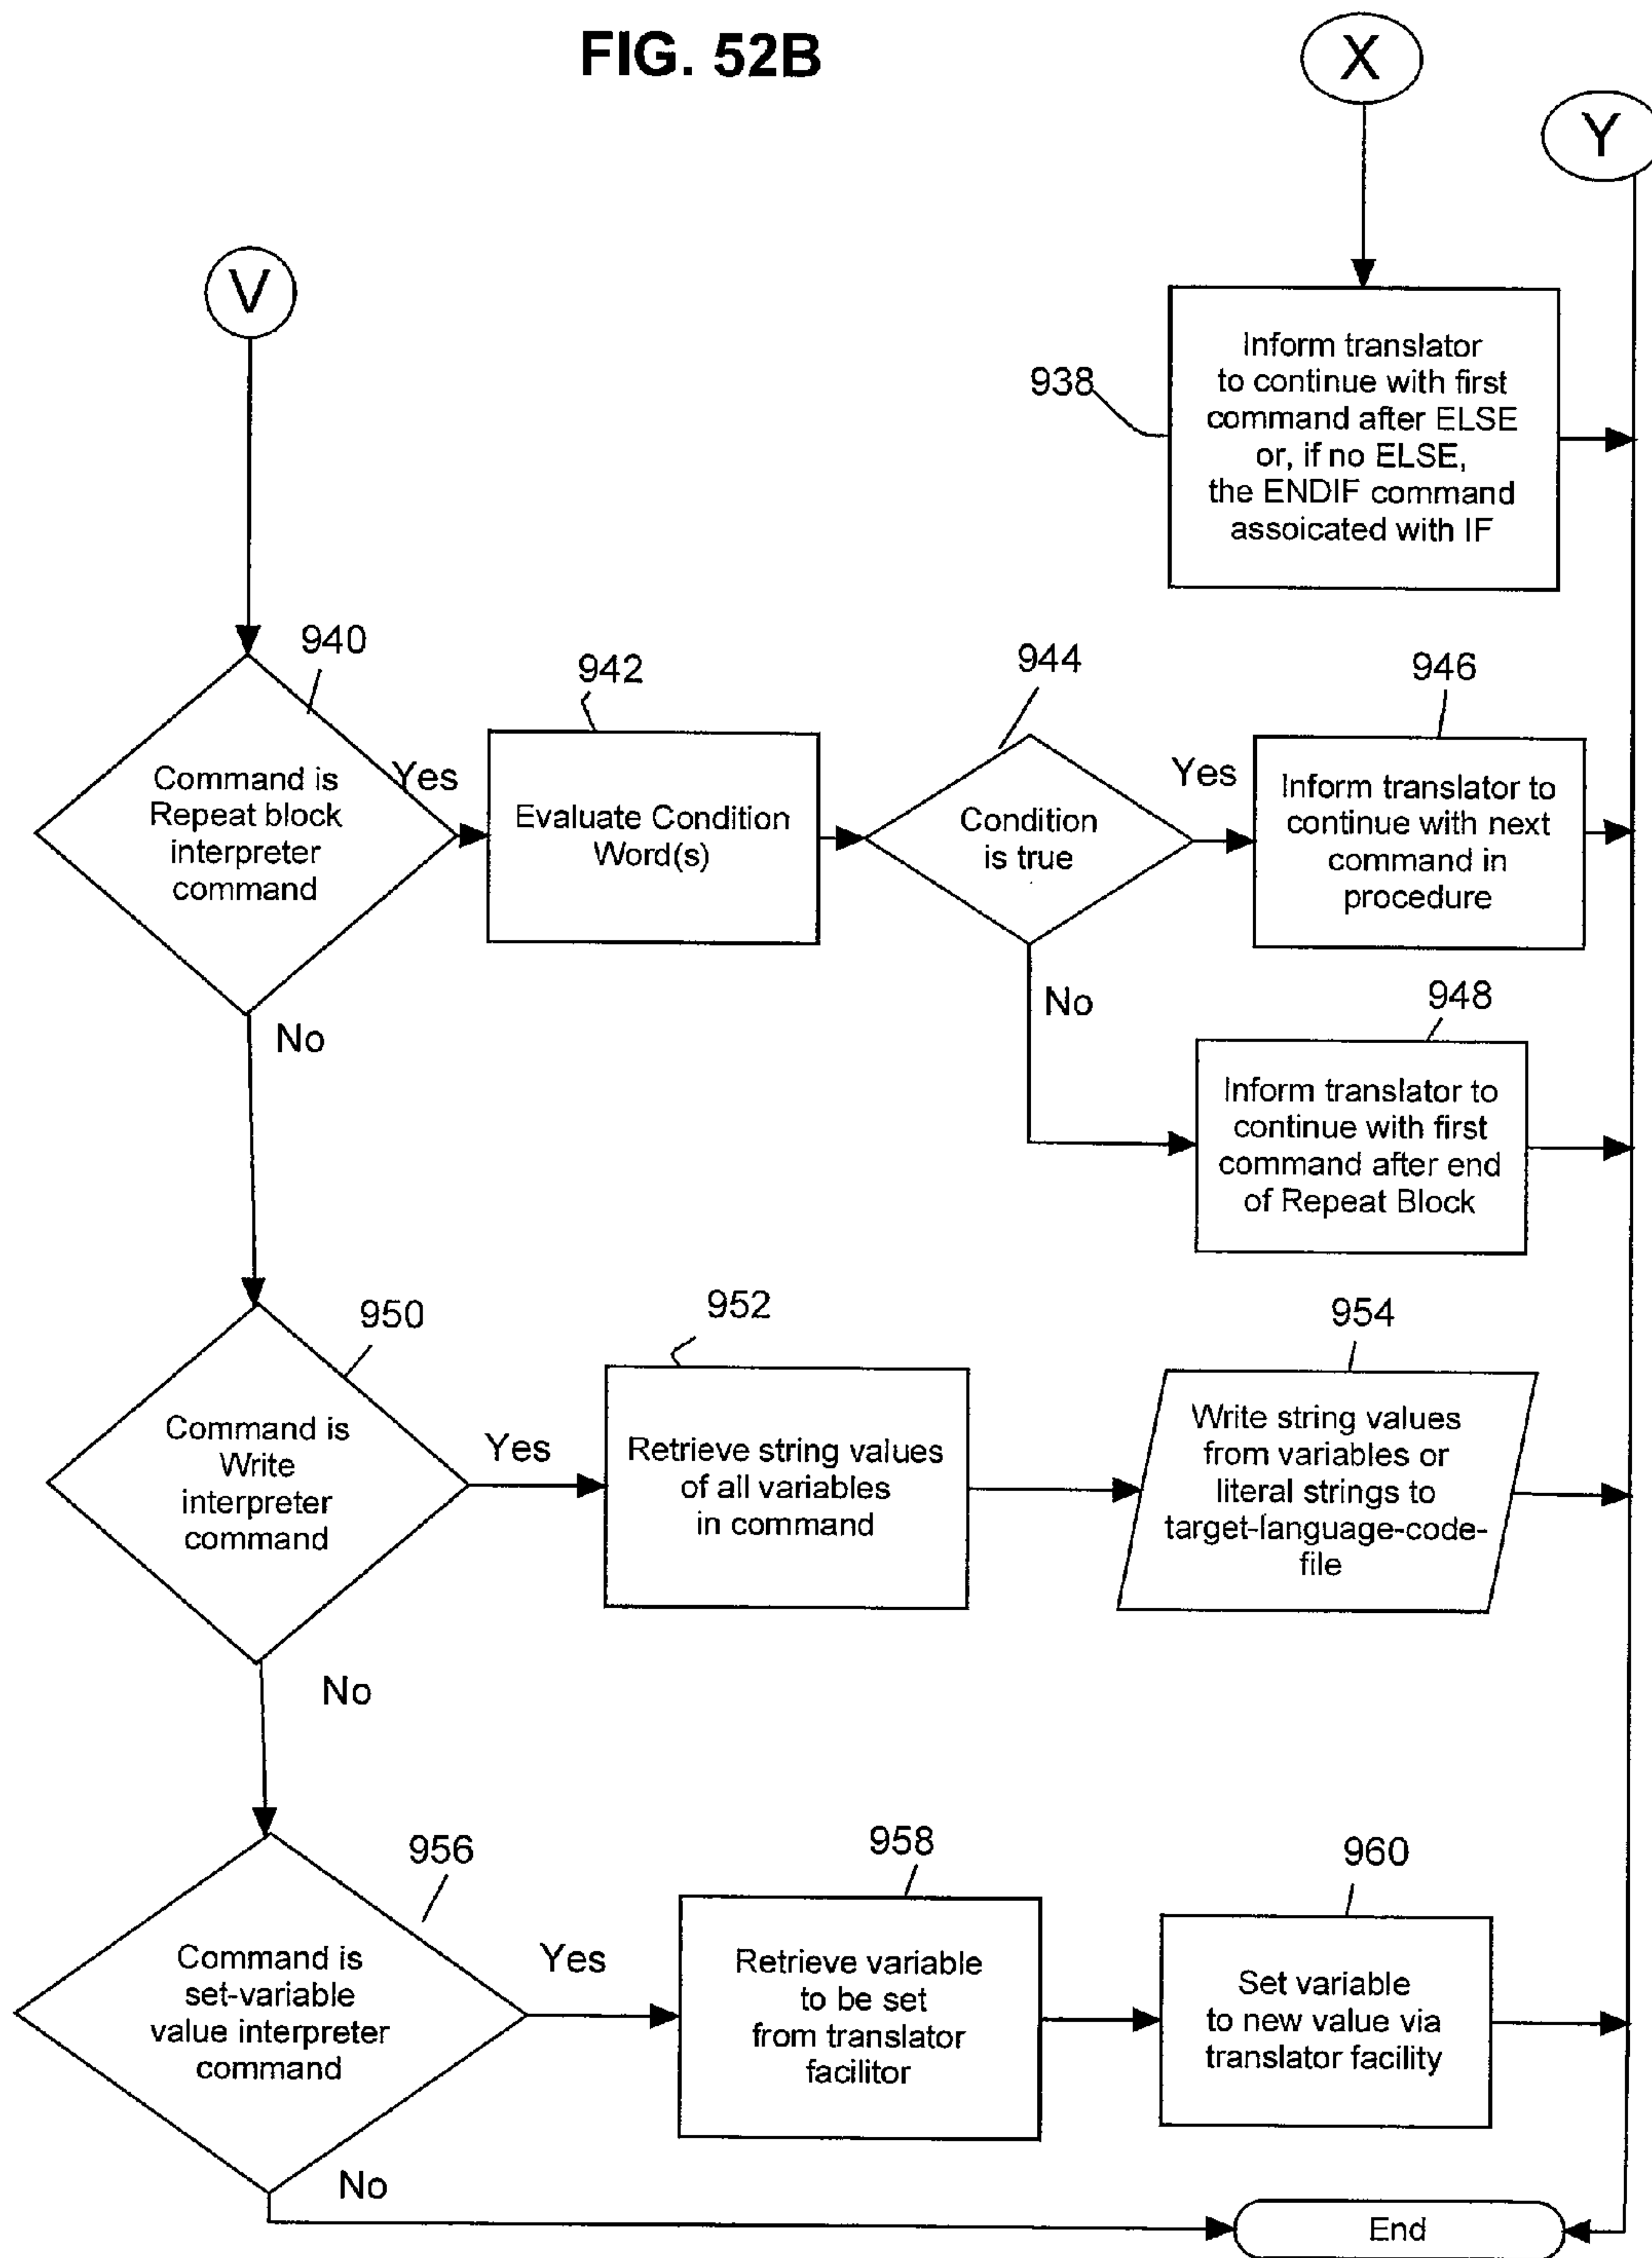 FIG. 52B
X
Y
V
938
Inform translator
to continue with first
command after ELSE
or, if no ELSE,
the ENDIF command
assoicated with IF
940
Command is
Repeat block
interpreter
command
Yes
No
942
Evaluate Condition
Word(s)
944
Condition
is true
Yes
No
946
Inform translator to
continue with next
command in
procedure
948
Inform translator to
continue with first
command after end
of Repeat Block
950
Command is
Write
interpreter
command
Yes
No
952
Retrieve string values
of all variables
in command
954
Write string values
from variables or
literal strings to
target-language-code-
file
956
Command is
set-variable
value interpreter
command
Yes
No
958
Retrieve variable
to be set
from translator
facilitor
960
Set variable
to new value via
translator facility
End